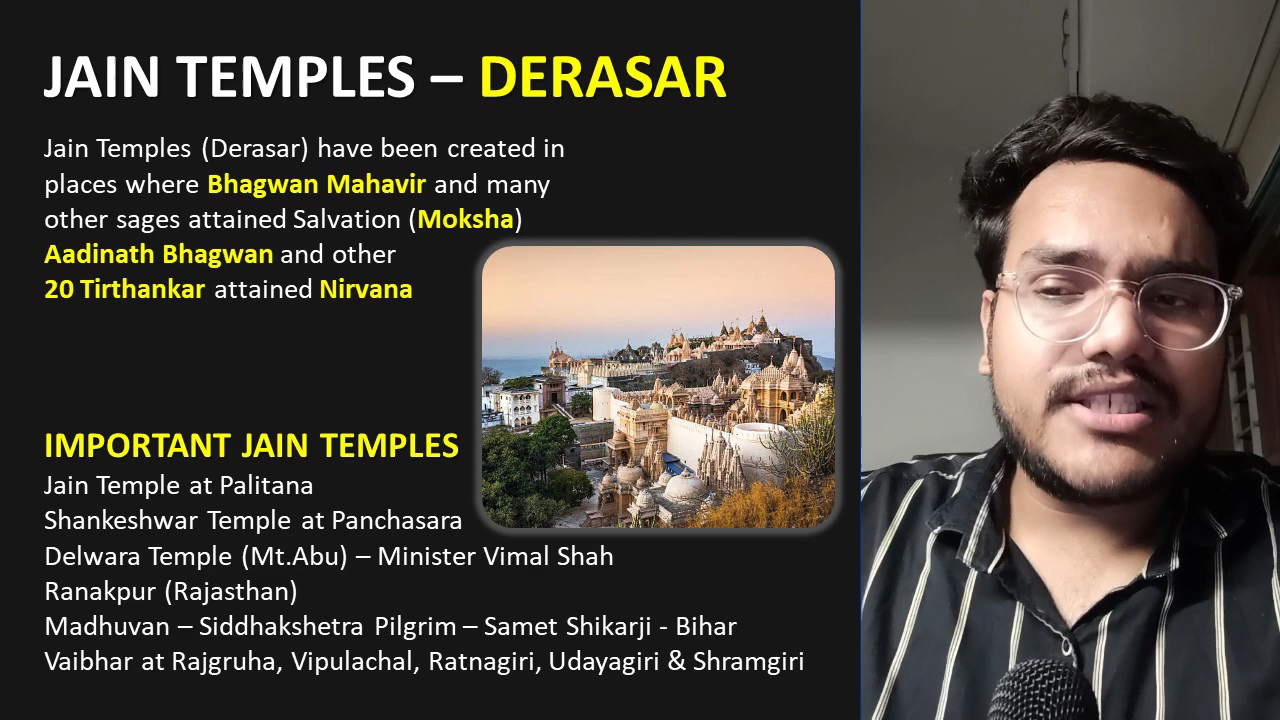 JAIN TEMPLES – DERASAR
Jain Temples (Derasar) have been created in
places where Bhagwan Mahavir and many
other sages attained Salvation (Moksha)
Aadinath Bhagwan and other
20 Tirthankar attained Nirvana
IMPORTANT JAIN TEMPLES
Jain Temple at Palitana
Shankeshwar Temple at Panchasara
Delwara Temple (Mt.Abu) – Minister Vimal Shah
Ranakpur (Rajasthan)
Madhuvan – Siddhakshetra Pilgrim – Samet Shikarji - Bihar
Vaibhar at Rajgruha, Vipulachal, Ratnagiri, Udayagiri & Shramgiri